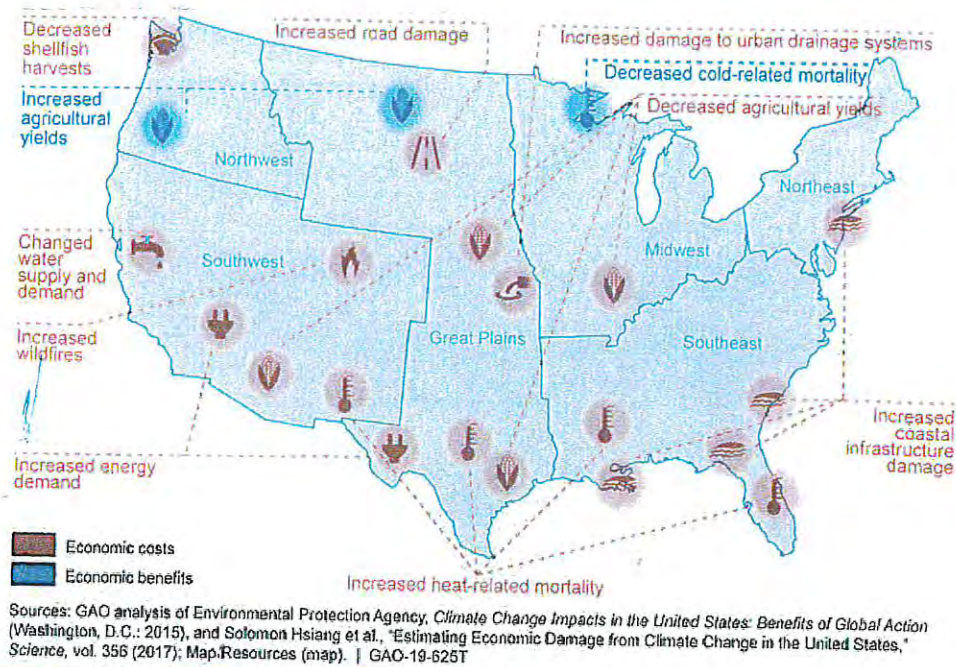 Decreased
shellfish
harvests
Increased road damage
Increased damage to urban drainage systems
Decreased cold-related mortality
Increased
agricultural
yields
Decreased agricultural yields
Northwest
Northeast
Changed
water
supply and
demand
Southwest
Midwest
Increased
wildfires
Great Plains
Southeast
Increased
coastal
infrastructure
damage
Increased energy
demand
Economic costs
Economic benefits
Increased heat-related mortality
Sources: GAO analysis of Environmental Protection Agency, Climate Change Impacts in the United States: Benefits of Global Action
(Washington, D.C.: 2015), and Solomon Hsiang et al., "Estimating Economic Damage from Climate Change in the United States,"
Science, vol. 356 (2017); Map Resources (map). | GAO-19-625T